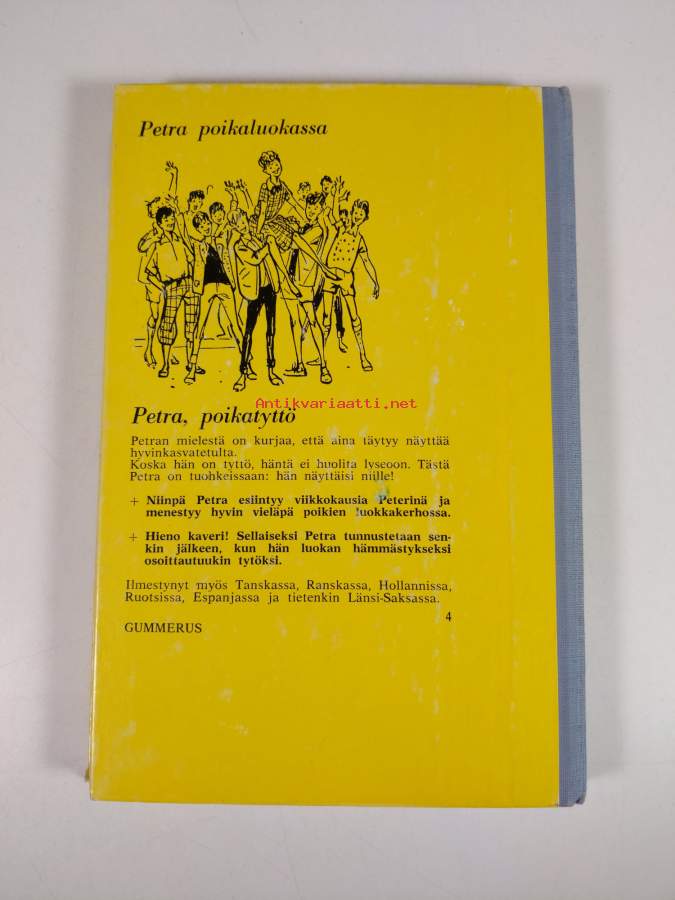 Petra poikaluokassa
Antikvariaatti.net
Petra, poikatyttö
Petran mielestä on kurjaa, että aina täytyy näyttää
hyvinkasvatetulta.
Koska hän on tyttö, häntä ei huolita lyseoon. Tästä
Petra on tuohkeissaan: hän näyttäisi niille!
+ Niinpä Petra esiintyy viikkokausia Peterinä ja
menestyy hyvin vieläpä poikien luokkakerhossa.
+ Hieno kaveri! Sellaiseksi Petra tunnustetaan sen-
kin jälkeen, kun hän luokan hämmästykseksi
osoittautuukin tytöksi.
Ilmestynyt myös Tanskassa, Ranskassa, Hollannissa,
Ruotsissa, Espanjassa ja tietenkin Länsi-Saksassa.
4
GUMMERUS